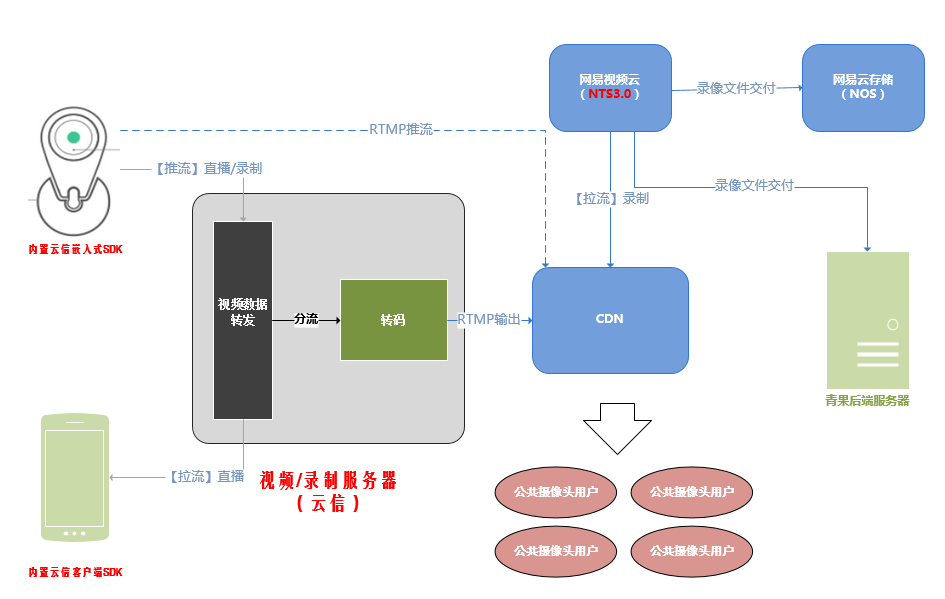 网易视频云
（NTS3.0）
网易云存储
（NOS）
录像文件交付
RTMP推流
【推流】直播/录制
录像文件交付
【拉流】录制
内置云信嵌入式SDK
视频数据
转发
分流
转码
RTMP输出
CDN
青果后端服务器
【拉流】直播
视频/录制服务器
（云信）
公共摄像头用户
公共摄像头用户
公共摄像头用户
公共摄像头用户
内置云信客户端SDK